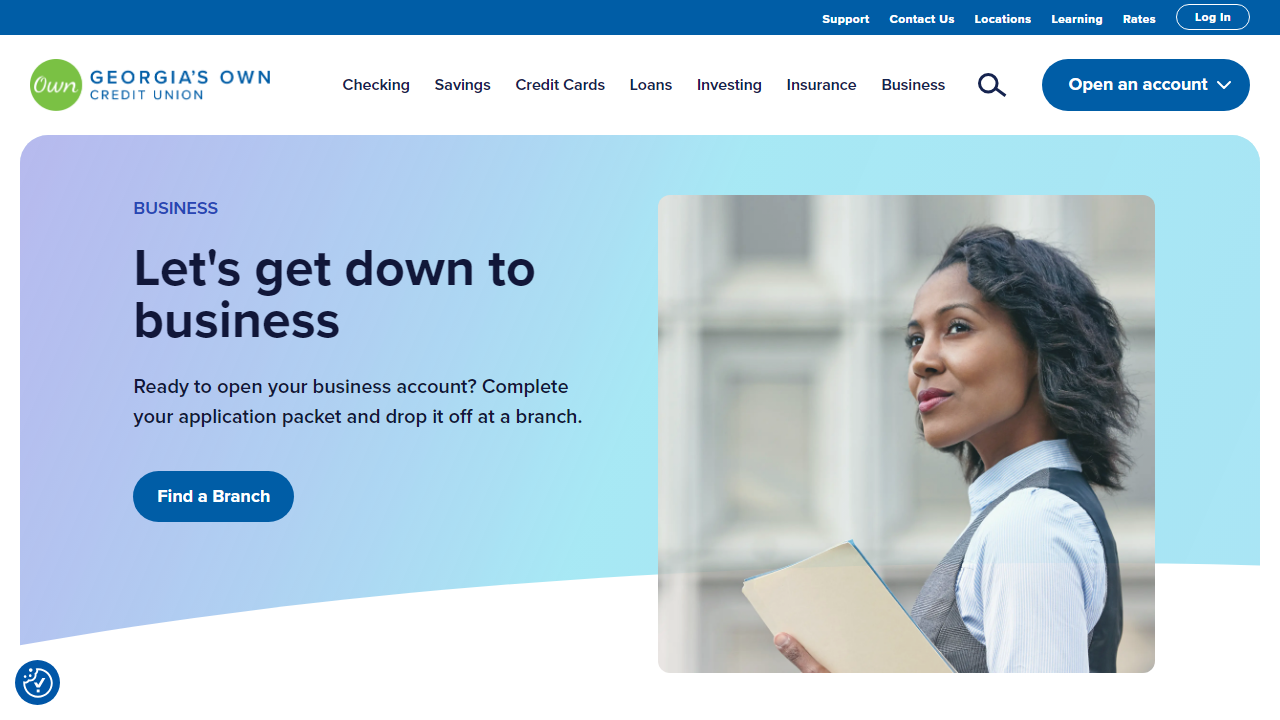 Support Contact Us Locations Learning Rates Log In
Own GEORGIA'S OWN
CREDIT UNION
Checking Savings Credit Cards Loans Investing Insurance Business Open an account
BUSINESS
Let's get down to
business
Ready to open your business account? Complete
your application packet and drop it off at a branch.
Find a Branch